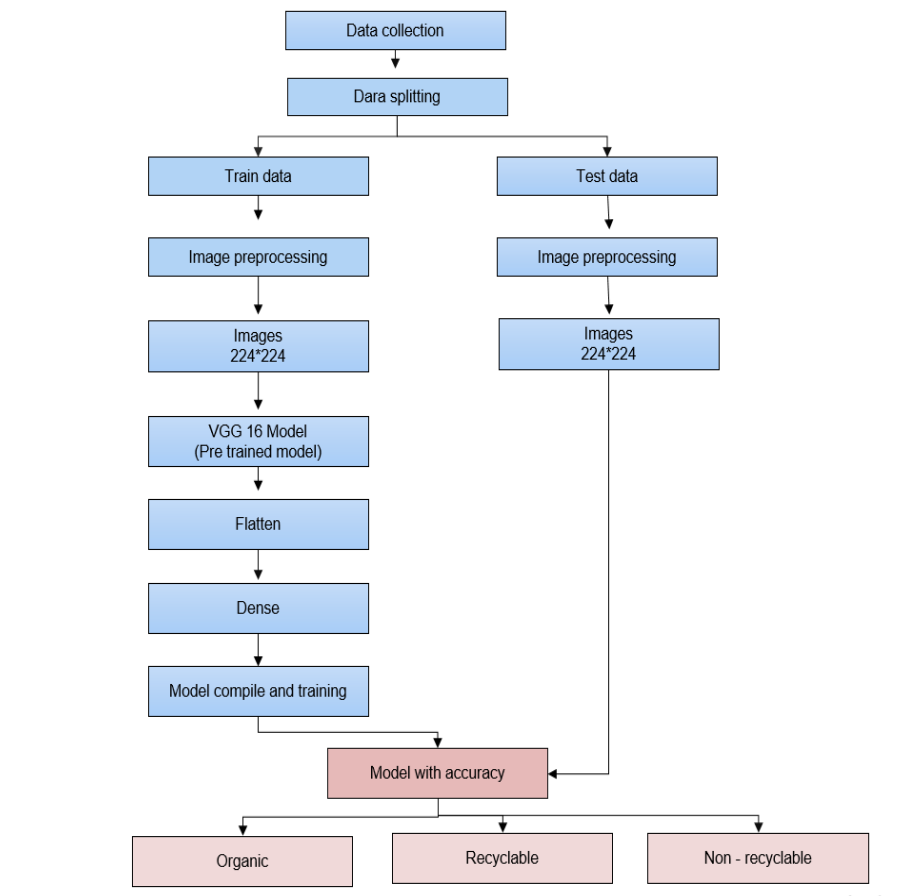 Data collection
Dara splitting
Train data
Test data
Image preprocessing
Image preprocessing
Images
224*224
Images
224*224
VGG 16 Model
(Pre trained model)
Flatten
Dense
Model compile and training
Model with accuracy
Organic
Recyclable
Non - recyclable